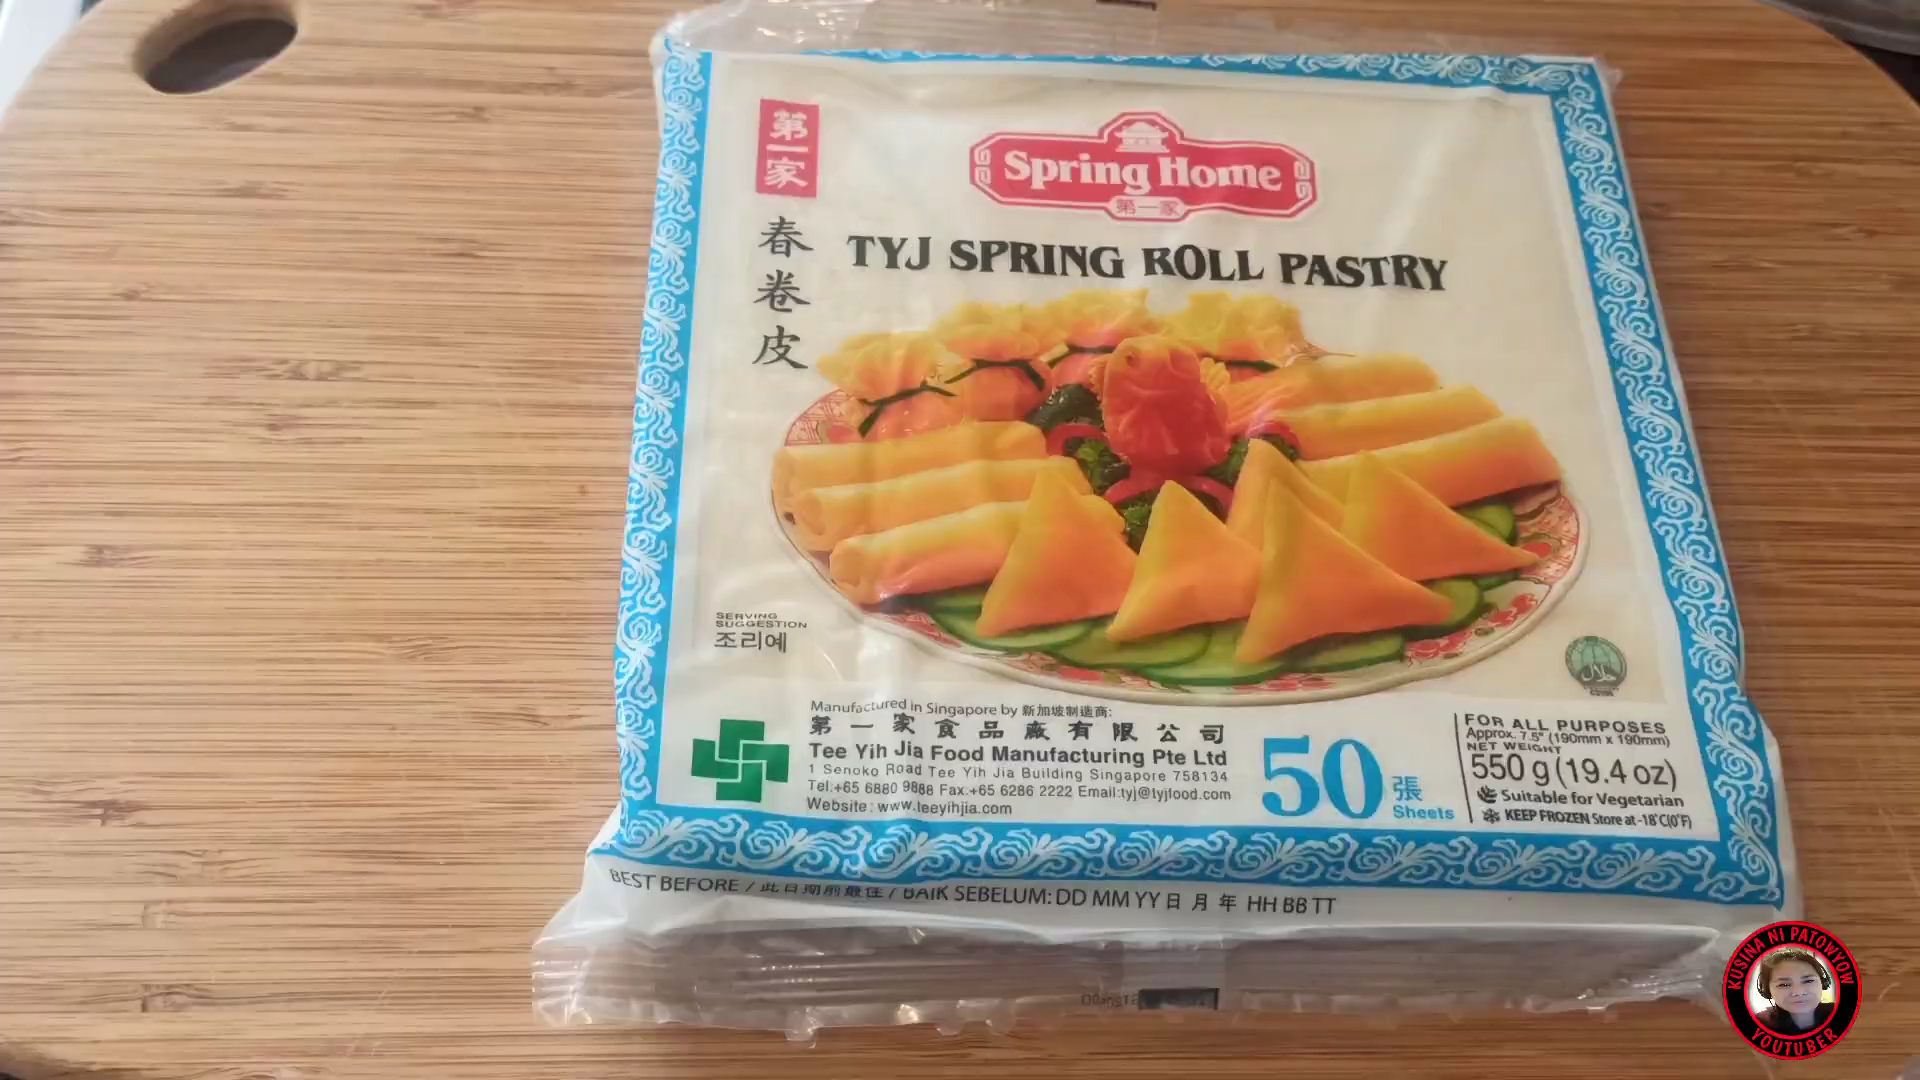 第一家
春卷皮
Spring Home
第一家
TYJ SPRING ROLL PASTRY
SERVING
SUGGESTION
조리예
Manufactured in Singapore by 新加坡制造商:
第一家食品廠有限公司
Tee Yih Jia Food Manufacturing Pte Ltd
1 Senoko Road Tee Yih Jia Building Singapore 758134
Tel:+65 6880 9888 Fax.+65 6286 2222 Email:tyj@tyjfood.com
Website: www.teeyihjia.com
50 張
Sheets
FOR ALL PURPOSES
Approx. 7.5" (190mm x 190mm)
NET WEIGHT
550 g (19.4 oz)
Suitable for Vegetarian
KEEP FROZEN Store at -18°C(0°F)
BEST BEFORE / 此日期前最佳 / BAIK SEBELUM: DD MM YY 日 月 年 HH BB TT
KUSINA NI PATOWYOW
YOUTUBER